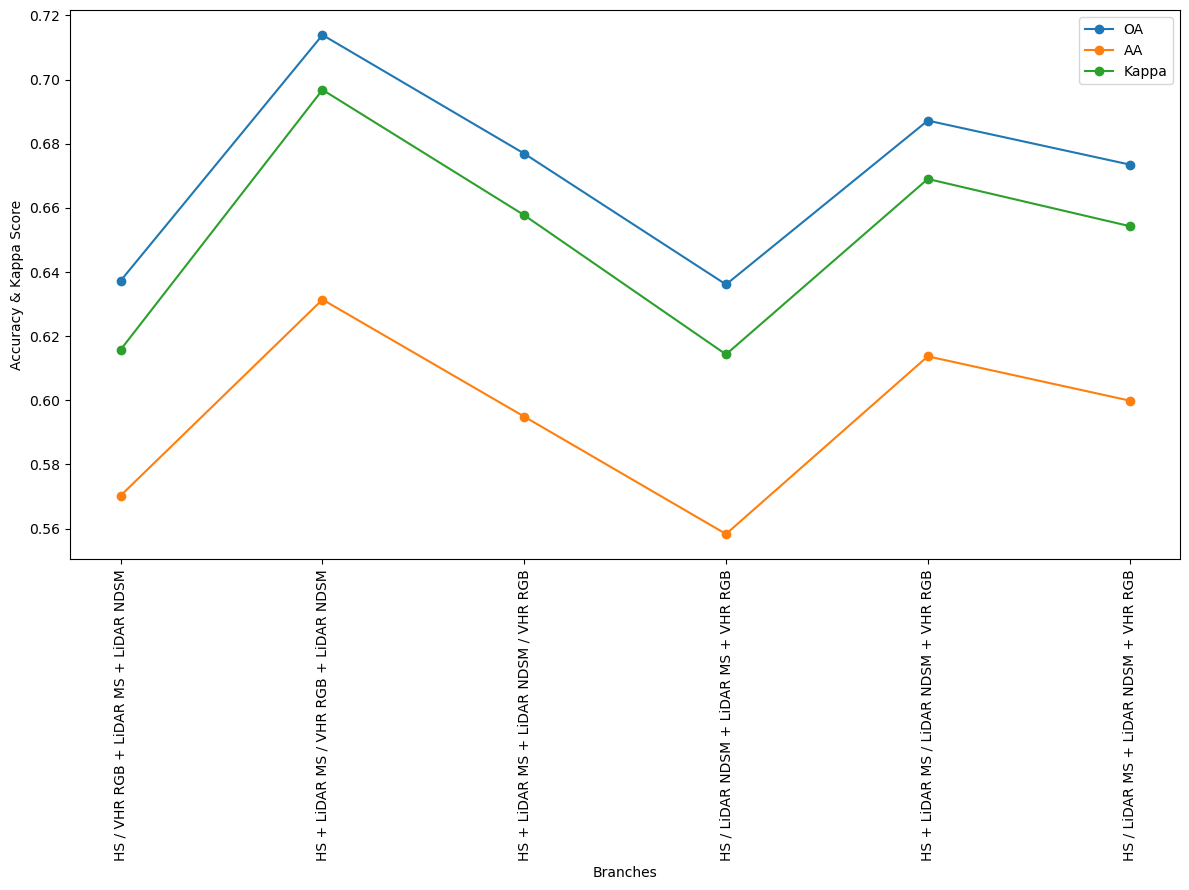 0.72
0.70
0.68
0.66
0.64
0.62
0.60
0.58
0.56
Accuracy & Kappa Score
OA
AA
Kappa
HS / VHR RGB + LiDAR MS + LiDAR NDSM
HS + LiDAR MS / VHR RGB + LiDAR NDSM
HS + LiDAR MS + LiDAR NDSM / VHR RGB
HS / LiDAR NDSM + LiDAR MS + VHR RGB
HS + LiDAR MS / LiDAR NDSM + VHR RGB
HS / LiDAR MS + LiDAR NDSM + VHR RGB
Branches